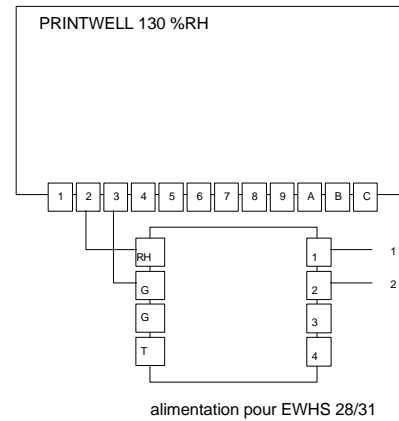 PRINTWELL 130 %RH
1 2 3 4 5 6 7 8 9 A B C
RH 1 1
G 2 2
G 3
T 4
alimentation pour EWHS 28/31